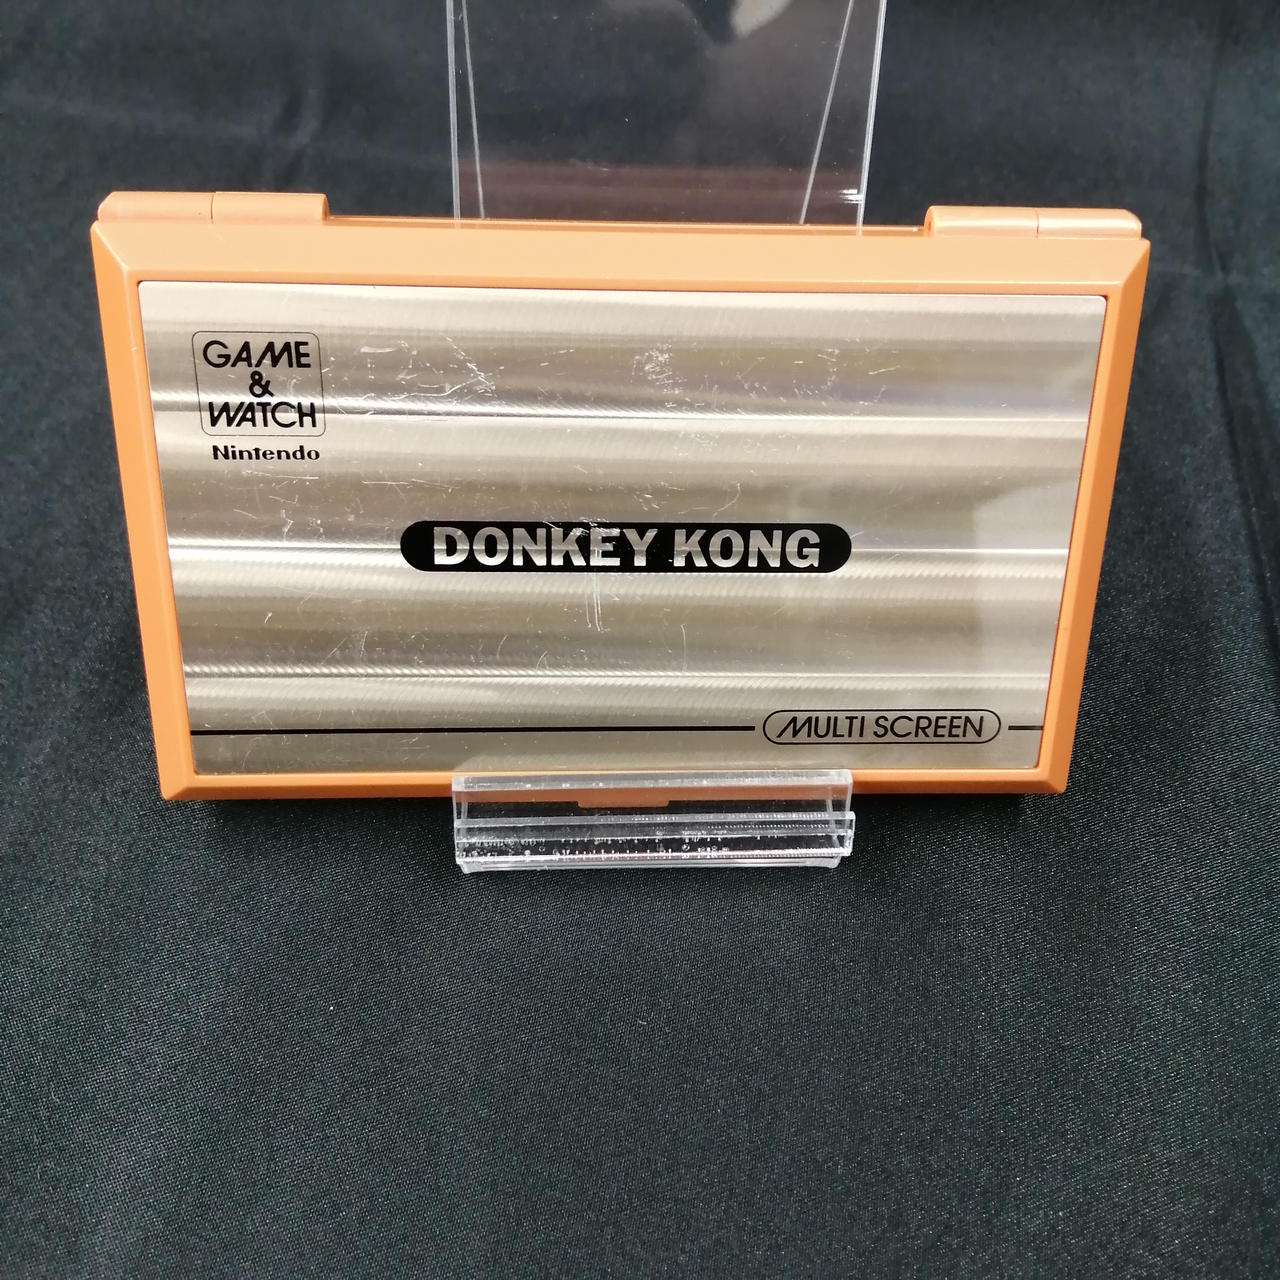 GAME
&
WATCH
Nintendo
DONKEY KONG
MULTI SCREEN